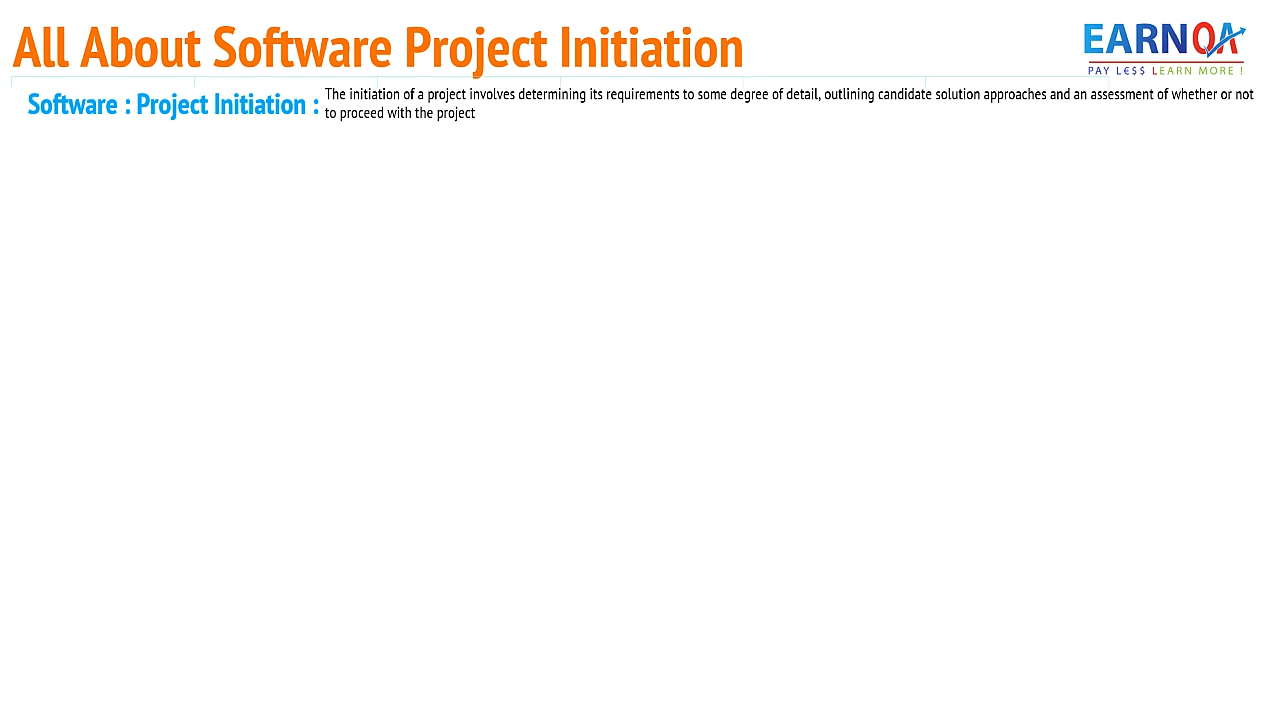 All About Software Project Initiation
EARNQA
PAY LE$$ LEARN MORE !
Software : Project Initiation :
The initiation of a project involves determining its requirements to some degree of detail, outlining candidate solution approaches and an assessment of whether or not
to proceed with the project